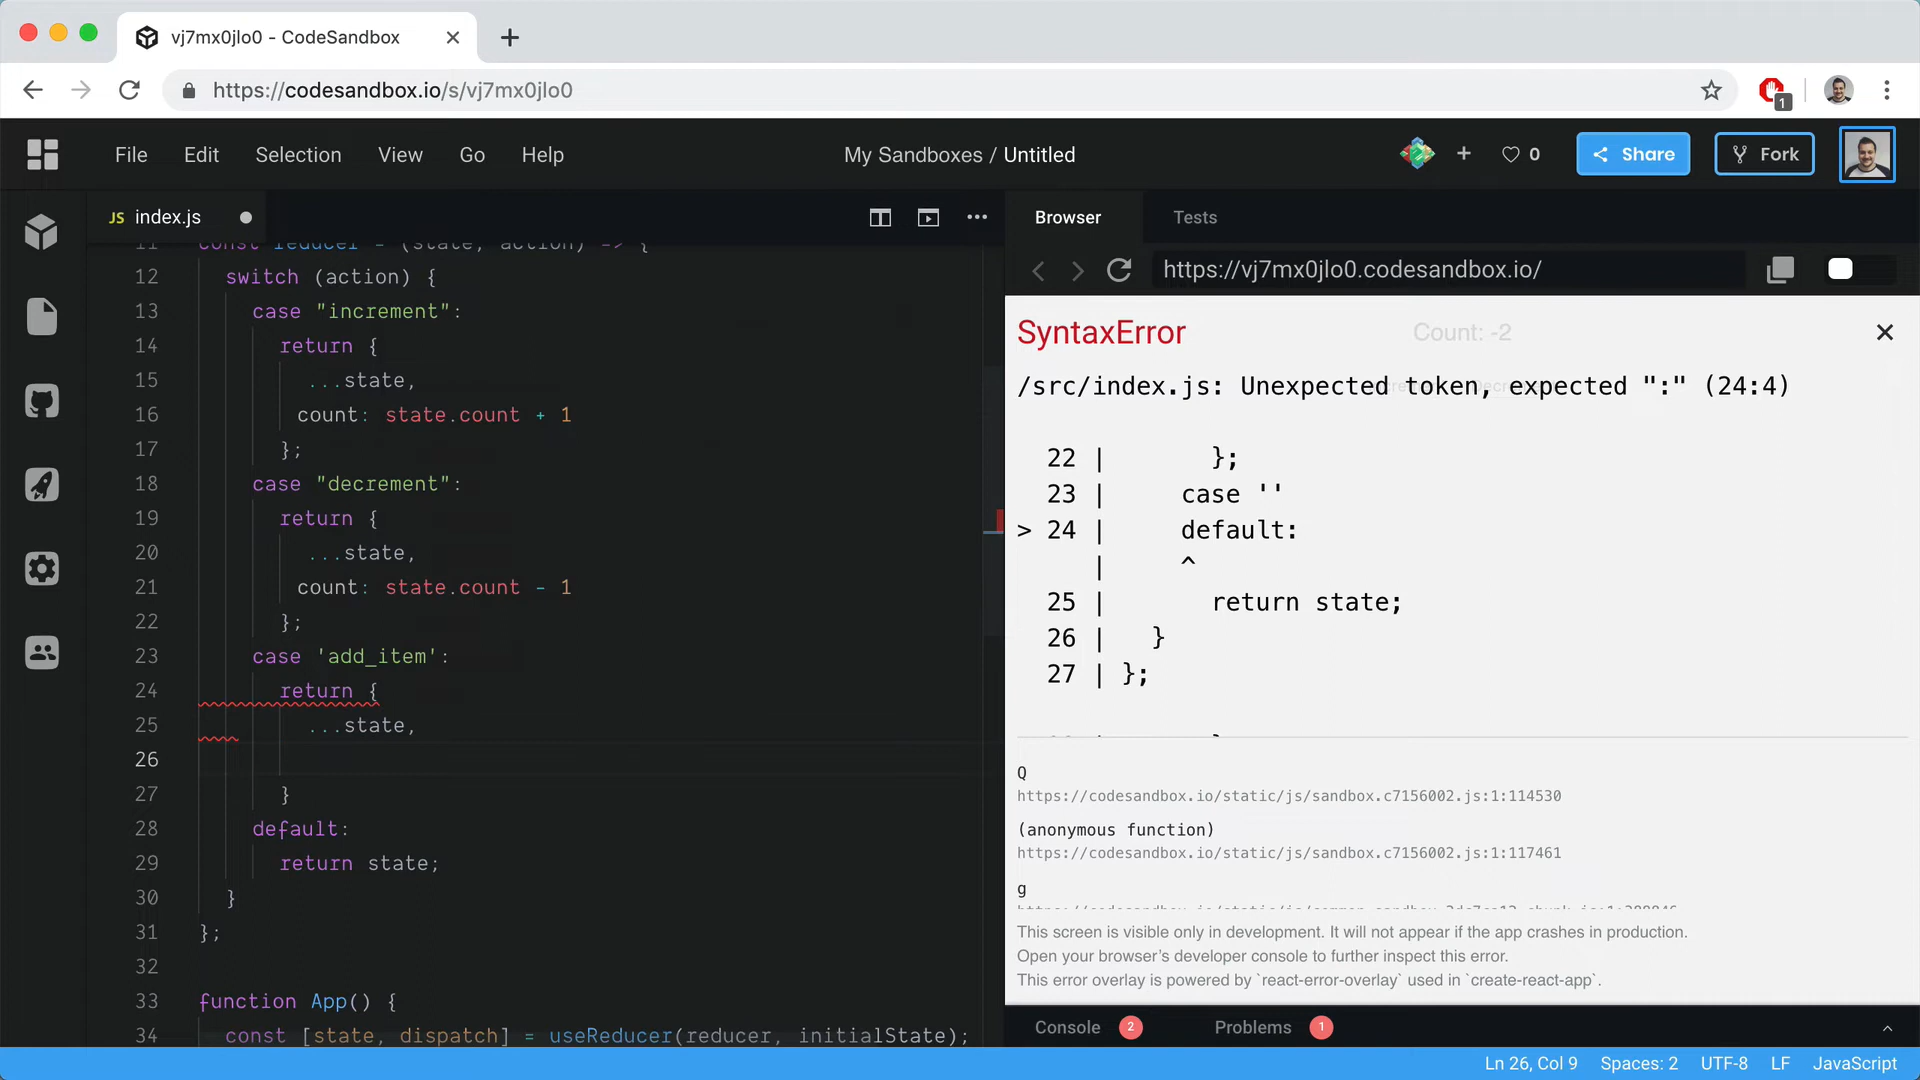 vj7mx0jlo0 - CodeSandbox
https://codesandbox.io/s/vj7mx0jlo0
1
File Edit Selection View Go Help
My Sandboxes / Untitled
0
Share
Fork
JS index.js
Browser Tests
https://vj7mx0jlo0.codesandbox.io/
11 const reducer = (state, action) => {
12 switch (action) {
13 case "increment":
14 return {
15 ...state,
16 count: state.count + 1
17 };
18 case "decrement":
19 return {
20 ...state,
21 count: state.count - 1
22 };
23 case 'add_item':
24 return {
25 ...state,
26
27 }
28 default:
29 return state;
30 }
31 };
32
33 function App() {
34 const [state, dispatch] = useReducer(reducer, initialState);
SyntaxError
Count: -2
/src/index.js: Unexpected token, expected ":" (24:4)
22 | };
23 | case ''
> 24 | default:
| ^
25 | return state;
26 | }
27 | };
Q
https://codesandbox.io/static/js/sandbox.c7156002.js:1:114530
(anonymous function)
https://codesandbox.io/static/js/sandbox.c7156002.js:1:117461
g
This screen is visible only in development. It will not appear if the app crashes in production.
Open your browser’s developer console to further inspect this error.
This error overlay is powered by `react-error-overlay` used in `create-react-app`.
Console 2 Problems 1
Ln 26, Col 9 Spaces: 2 UTF-8 LF JavaScript